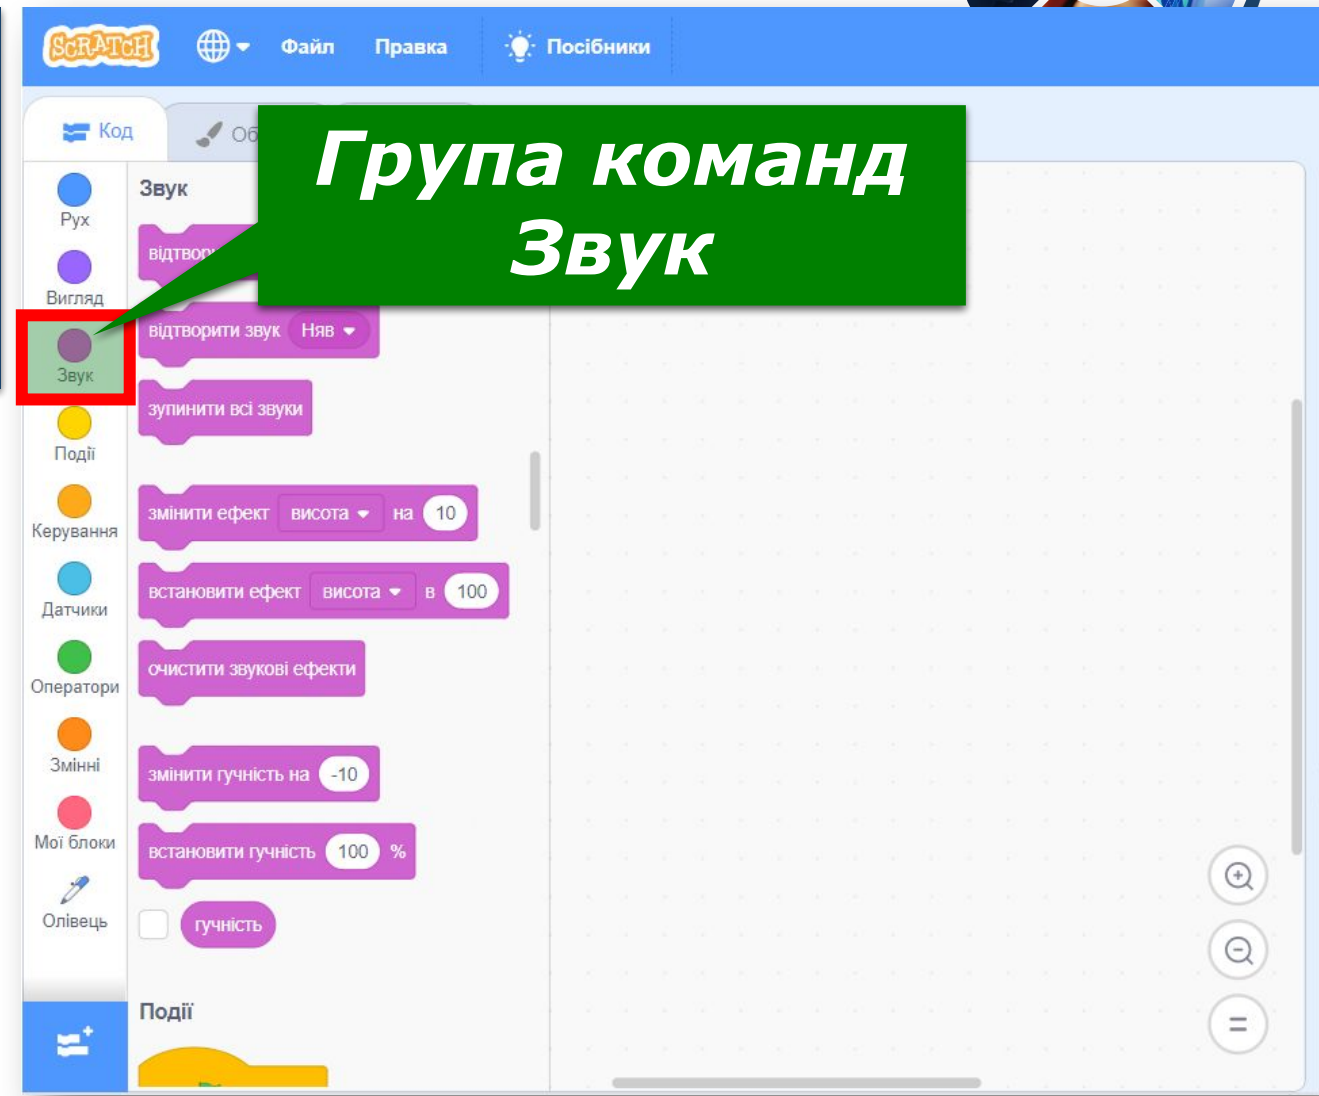 SCRATCH Файл Правка Посібники
Код
Група команд
Звук
Рух
Вигляд
Звук
Події
Керування
Датчики
Оператори
Змінні
Мої блоки
Олівець
Звук
відтворити звук Няв
зупинити всі звуки
змінити ефект висота на 10
встановити ефект висота в 100
очистити звукові ефекти
змінити гучність на -10
встановити гучність 100 %
гучність
Події